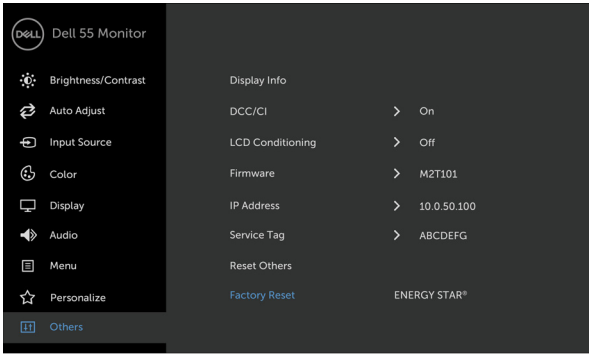 DELL Dell 55 Monitor
Brightness/Contrast
Auto Adjust
Input Source
Color
Display
Audio
Menu
Personalize
Others
Display Info
DCC/CI > On
LCD Conditioning > Off
Firmware > M2T101
IP Address > 10.0.50.100
Service Tag > ABCDEFG
Reset Others
Factory Reset ENERGY STAR®